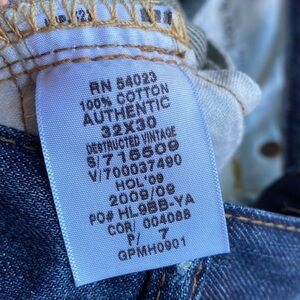 RN 54023
100% COTTON
AUTHENTIC
32X30
DESTRUCTED VINTAGE
S/715509
V/700037490
HOL'09
2009/09
PO# HL9BB-YA
COR/ 004068
P/ 7
GPMH0901